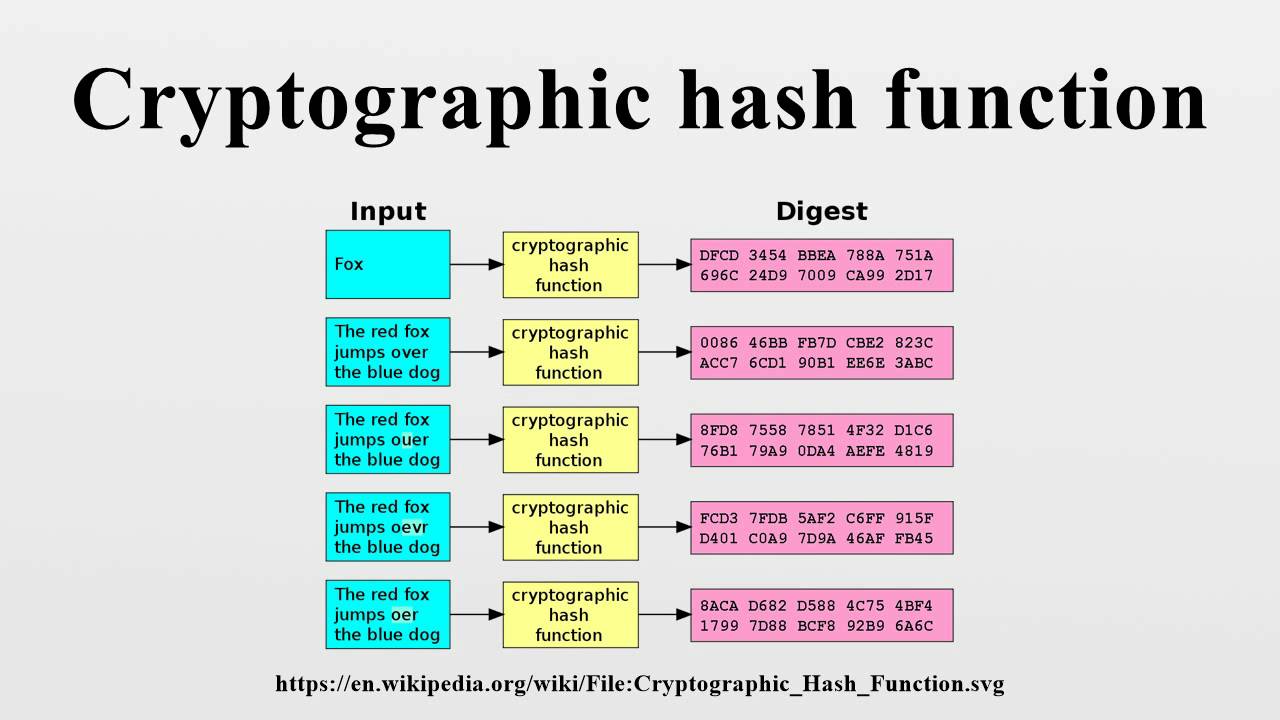 Cryptographic hash function
Input
Digest
Fox
cryptographic
hash
function
DFCD 3454 BBEA 788A 751A
696C 24D9 7009 CA99 2D17
The red fox
jumps over
the blue dog
cryptographic
hash
function
0086 46BB FB7D CBE2 823C
ACC7 6CD1 90B1 EE6E 3ABC
The red fox
jumps ouer
the blue dog
cryptographic
hash
function
8FD8 7558 7851 4F32 D1C6
76B1 79A9 0DA4 AEFE 4819
The red fox
jumps oevr
the blue dog
cryptographic
hash
function
FCD3 7FDB 5AF2 C6FF 915F
D401 C0A9 7D9A 46AF FB45
The red fox
jumps oer
the blue dog
cryptographic
hash
function
8ACA D682 D588 4C75 4BF4
1799 7D88 BCF8 92B9 6A6C
https://en.wikipedia.org/wiki/File:Cryptographic_Hash_Function.svg